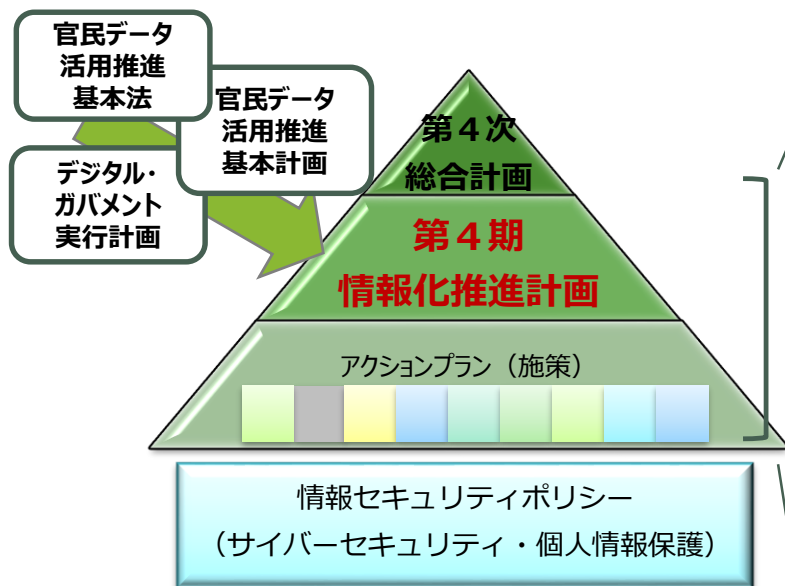 官民データ
活用推進
基本法
官民データ
活用推進
基本計画
デジタル・
ガバメント
実行計画
第４次
総合計画
第４期
情報化推進計画
アクションプラン（施策）
情報セキュリティポリシー
（サイバーセキュリティ・個人情報保護）